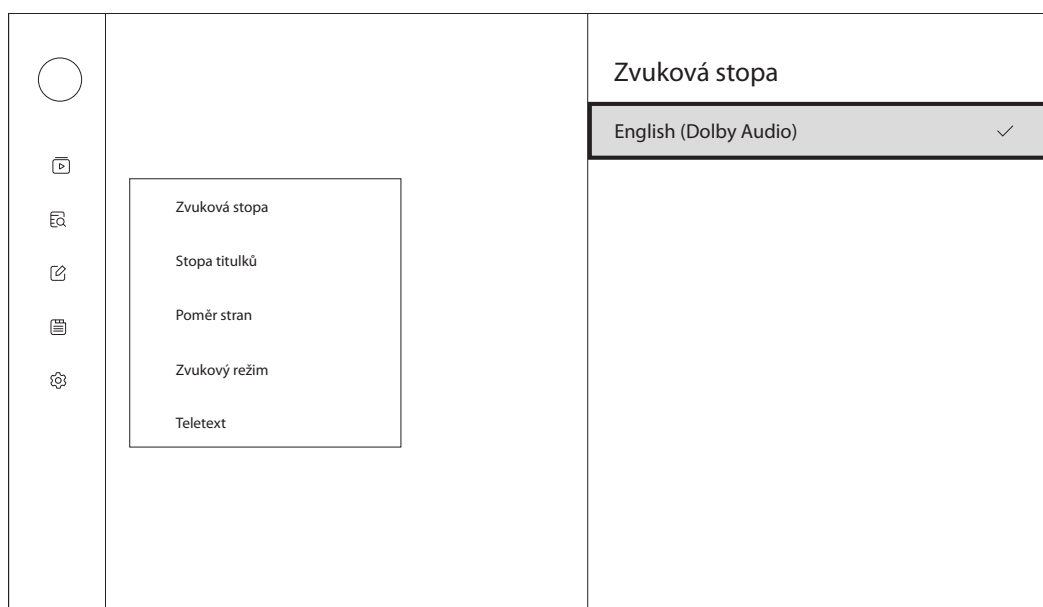 Zvuková stopa
Stopa titulků
Poměr stran
Zvukový režim
Teletext
Zvuková stopa
English (Dolby Audio)